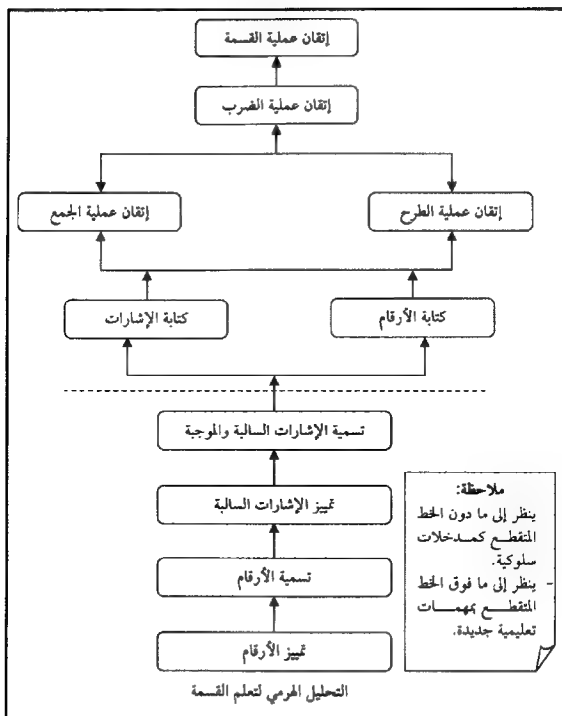 إتقان عملية القسمة
إتقان عملية الضرب
إتقان عملية الطرح
إتقان عملية الجمع
كتابة الأرقام
كتابة الإشارات
تسمية الإشارات السالبة والموجبة
تمييز الإشارات السالبة
تسمية الأرقام
تمييز الأرقام
ملاحظة:
ينظر إلى ما دون الخط
المتقطع كمدخلات
سلوكية.
- ينظر إلى ما فوق الخط
المتقطع بمهمات
تعليمية جديدة.
التحليل الهرمي لتعلم القسمة